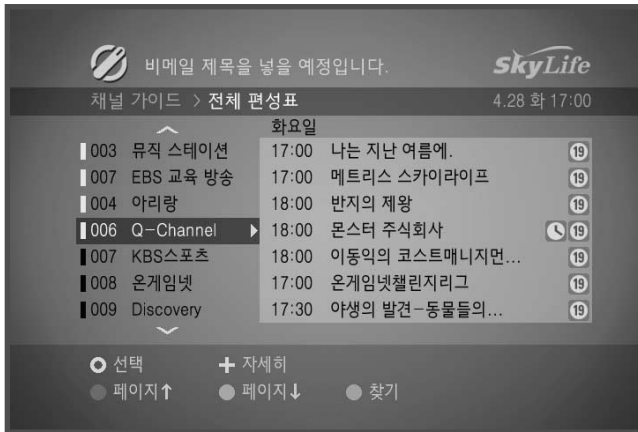 비메일 제목을 넣을 예정입니다.
SkyLife
채널 가이드 > 전체 편성표
4.28 화 17:00
화요일
003 뮤직 스테이션 17:00 나는 지난 여름에. 19
007 EBS 교육 방송 17:00 메트리스 스카이라이프 19
004 아리랑 18:00 반지의 제왕 19
006 Q-Channel 18:00 몬스터 주식회사 19
007 KBS스포츠 18:00 이동익의 코스트매니지먼... 19
008 온게임넷 17:00 온게임넷챌린지리그 19
009 Discovery 17:30 야생의 발견-동물들의... 19
선택 자세히
페이지↑ 페이지↓ 찾기